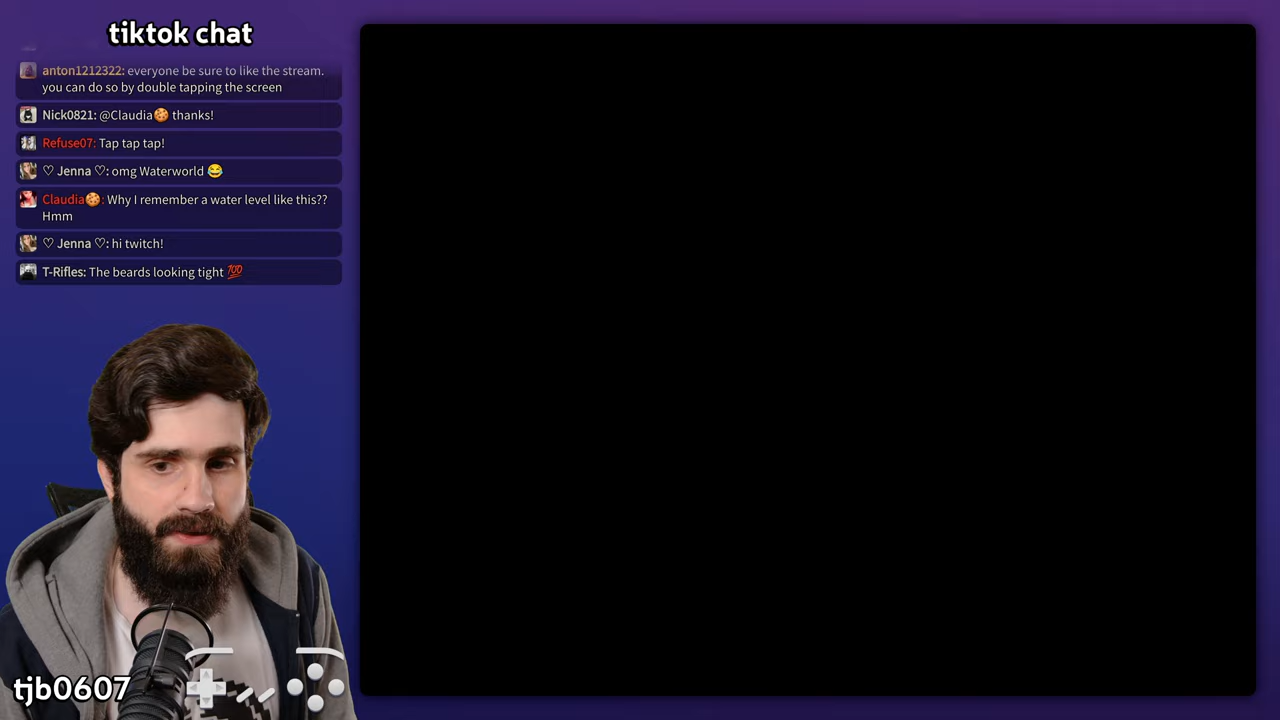 tiktok chat
anton1212322: everyone be sure to like the stream.
you can do so by double tapping the screen
Nick0821: @Claudia🍪 thanks!
Refuse07: Tap tap tap!
♡ Jenna ♡: omg Waterworld 😂
Claudia🍪: Why I remember a water level like this??
Hmm
♡ Jenna ♡: hi twitch!
T-Rifles: The beards looking tight 💯
tjb0607